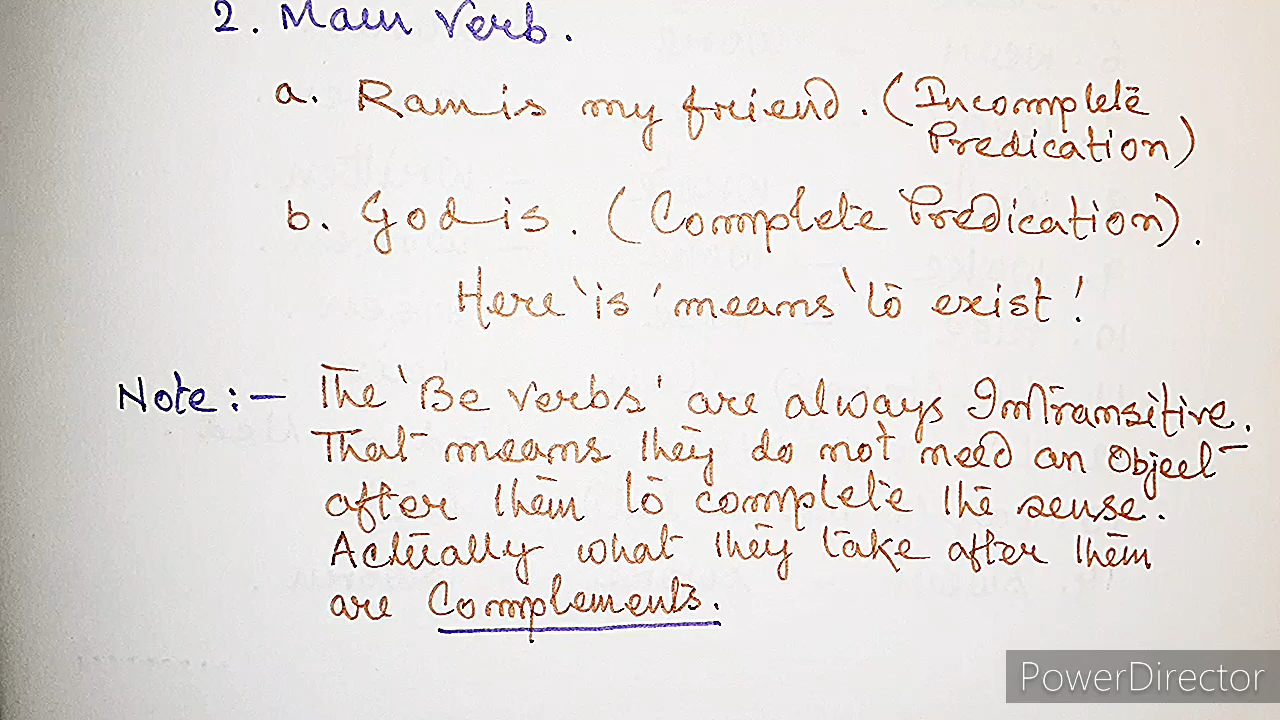 2. Main Verb.
a. Ram is my friend. (Incomplete
Predication)
b. God is. (Complete Predication).
Here 'is' means 'to exist'.
Note:- The 'Be verbs' are always Intransitive.
That means they do not need an object
after them to complete the sense.
Actually what they take after them
are Complements.
PowerDirector